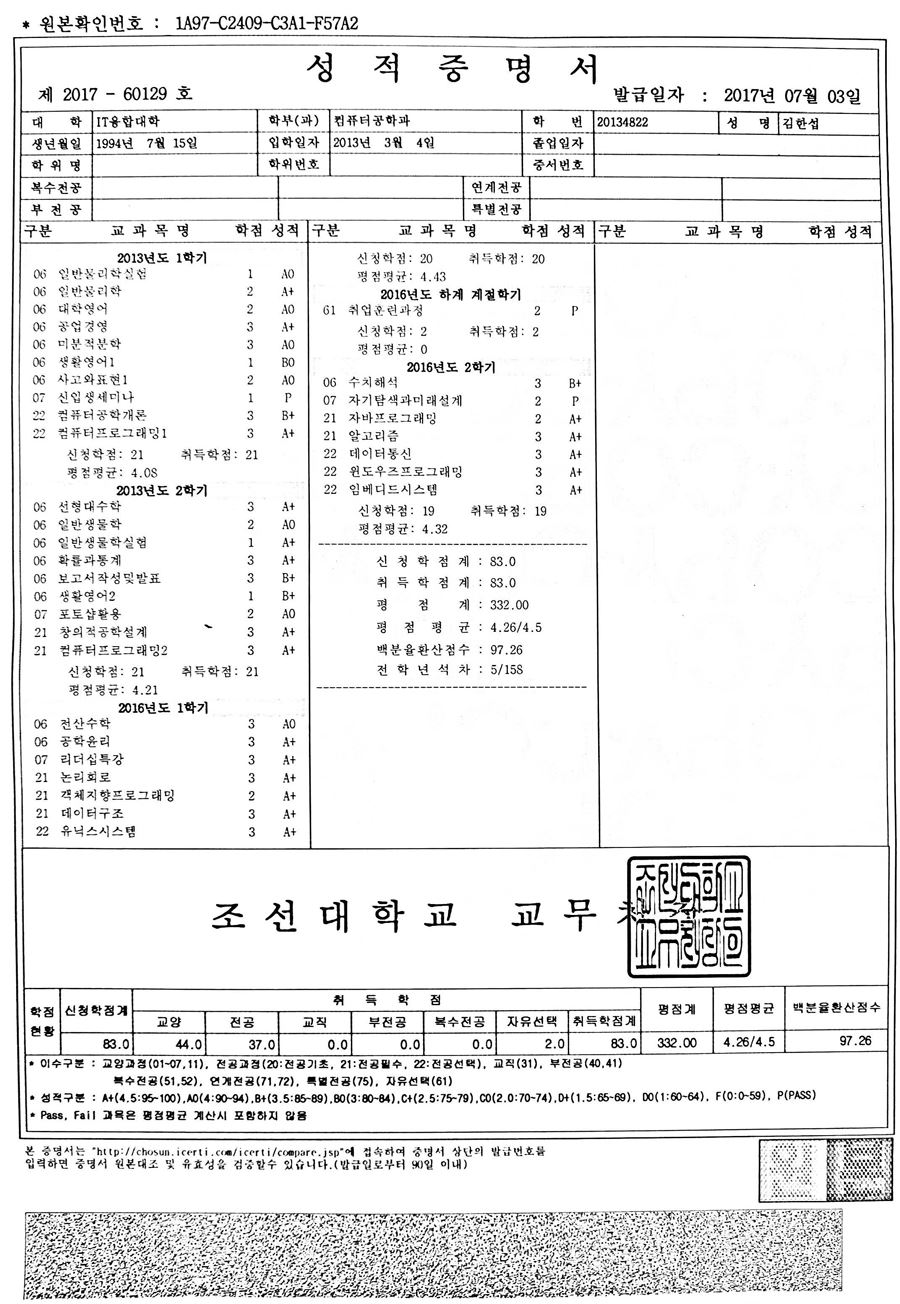 * 원본확인번호 : 1A97-C2409-C3A1-F57A2
성 적 증 명 서
제 2017 - 60129 호
발급일자 : 2017년 07월 03일
대 학 IT융합대학 학부(과) 컴퓨터공학과 학 번 20134822 성 명 김한섭
생년월일 1994년 7월 15일 입학일자 2013년 3월 4일 졸업일자
학 위 명 학위번호 증서번호
복수전공 연계전공
부 전 공 특별전공
구분 교 과 목 명 학점 성적
2013년도 1학기
06 일반물리학실험 1 A0
06 일반물리학 2 A+
06 대학영어 2 A0
06 공업경영 3 A+
06 미분적분학 3 A0
06 생활영어1 1 B0
06 사고와표현1 2 A0
07 신입생세미나 1 P
22 컴퓨터공학개론 3 B+
22 컴퓨터프로그래밍1 3 A+
신청학점: 21 취득학점: 21
평점평균: 4.08
2013년도 2학기
06 선형대수학 3 A+
06 일반생물학 2 A0
06 일반생물학실험 1 A+
06 확률과통계 3 A+
06 보고서작성및발표 3 B+
06 생활영어2 1 B+
07 포토샵활용 2 A0
21 창의적공학설계 3 A+
21 컴퓨터프로그래밍2 3 A+
신청학점: 21 취득학점: 21
평점평균: 4.21
2016년도 1학기
06 전산수학 3 A0
06 공학윤리 3 A+
07 리더십특강 3 A+
21 논리회로 3 A+
21 객체지향프로그래밍 2 A+
21 데이터구조 3 A+
22 유닉스시스템 3 A+
구분 교 과 목 명 학점 성적
신청학점: 20 취득학점: 20
평점평균: 4.43
2016년도 하계 계절학기
61 취업훈련과정 2 P
신청학점: 2 취득학점: 2
평점평균: 0
2016년도 2학기
06 수치해석 3 B+
07 자기탐색과미래설계 2 P
21 자바프로그래밍 2 A+
21 알고리즘 3 A+
22 데이터통신 3 A+
22 윈도우즈프로그래밍 3 A+
22 임베디드시스템 3 A+
신청학점: 19 취득학점: 19
평점평균: 4.32
신 청 학 점 계 : 83.0
취 득 학 점 계 : 83.0
평 점 계 : 332.00
평 점 평 균 : 4.26/4.5
백분율환산점수 : 97.26
전 학 년 석 차 : 5/158
구분 교 과 목 명 학점 성적
조 선 대 학 교 교 무 처
학점현황 신청학점계 취 득 학 점 평점계 평점평균 백분율환산점수
교양 전공 교직 부전공 복수전공 자유선택 취득학점계
83.0 44.0 37.0 0.0 0.0 0.0 2.0 83.0 332.00 4.26/4.5 97.26
* 이수구분 : 교양과정(01-07,11), 전공과정(20:전공기초, 21:전공필수, 22:전공선택), 교직(31), 부전공(40,41)
복수전공(51,52), 연계전공(71,72), 특별전공(75), 자유선택(61)
* 성적구분 : A+(4.5:95~100),A0(4:90~94),B+(3.5:85~89),B0(3:80~84),C+(2.5:75~79),C0(2.0:70~74),D+(1.5:65~69), D0(1:60~64), F(0:0~59), P(PASS)
* Pass, Fail 과목은 평점평균 계산시 포함하지 않음
본 증명서는 "http://chosun.icerti.com/icerti/compare.jsp"에 접속하여 증명서 상단의 발급번호를
입력하면 증명서 원본대조 및 유효성을 검증할수 있습니다.(발급일로부터 90일 이내)